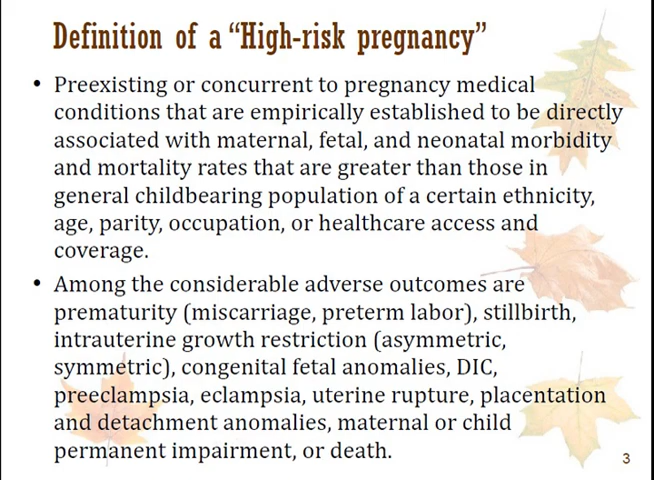 Definition of a “High-risk pregnancy”
• Preexisting or concurrent to pregnancy medical
conditions that are empirically established to be directly
associated with maternal, fetal, and neonatal morbidity
and mortality rates that are greater than those in
general childbearing population of a certain ethnicity,
age, parity, occupation, or healthcare access and
coverage.
• Among the considerable adverse outcomes are
prematurity (miscarriage, preterm labor), stillbirth,
intrauterine growth restriction (asymmetric,
symmetric), congenital fetal anomalies, DIC,
preeclampsia, eclampsia, uterine rupture, placentation
and detachment anomalies, maternal or child
permanent impairment, or death.
3